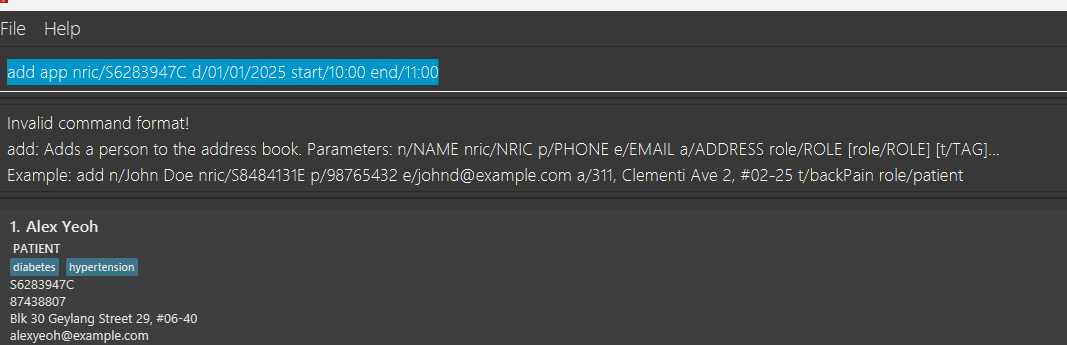 File Help
add app nric/S6283947C d/01/01/2025 start/10:00 end/11:00
Invalid command format!
add: Adds a person to the address book. Parameters: n/NAME nric/NRIC p/PHONE e/EMAIL a/ADDRESS role/ROLE [role/ROLE] [t/TAG]...
Example: add n/John Doe nric/S8484131E p/98765432 e/johnd@example.com a/311, Clementi Ave 2, #02-25 t/backPain role/patient
1. Alex Yeoh
PATIENT
diabetes hypertension
S6283947C
87438807
Blk 30 Geylang Street 29, #06-40
alexyeoh@example.com